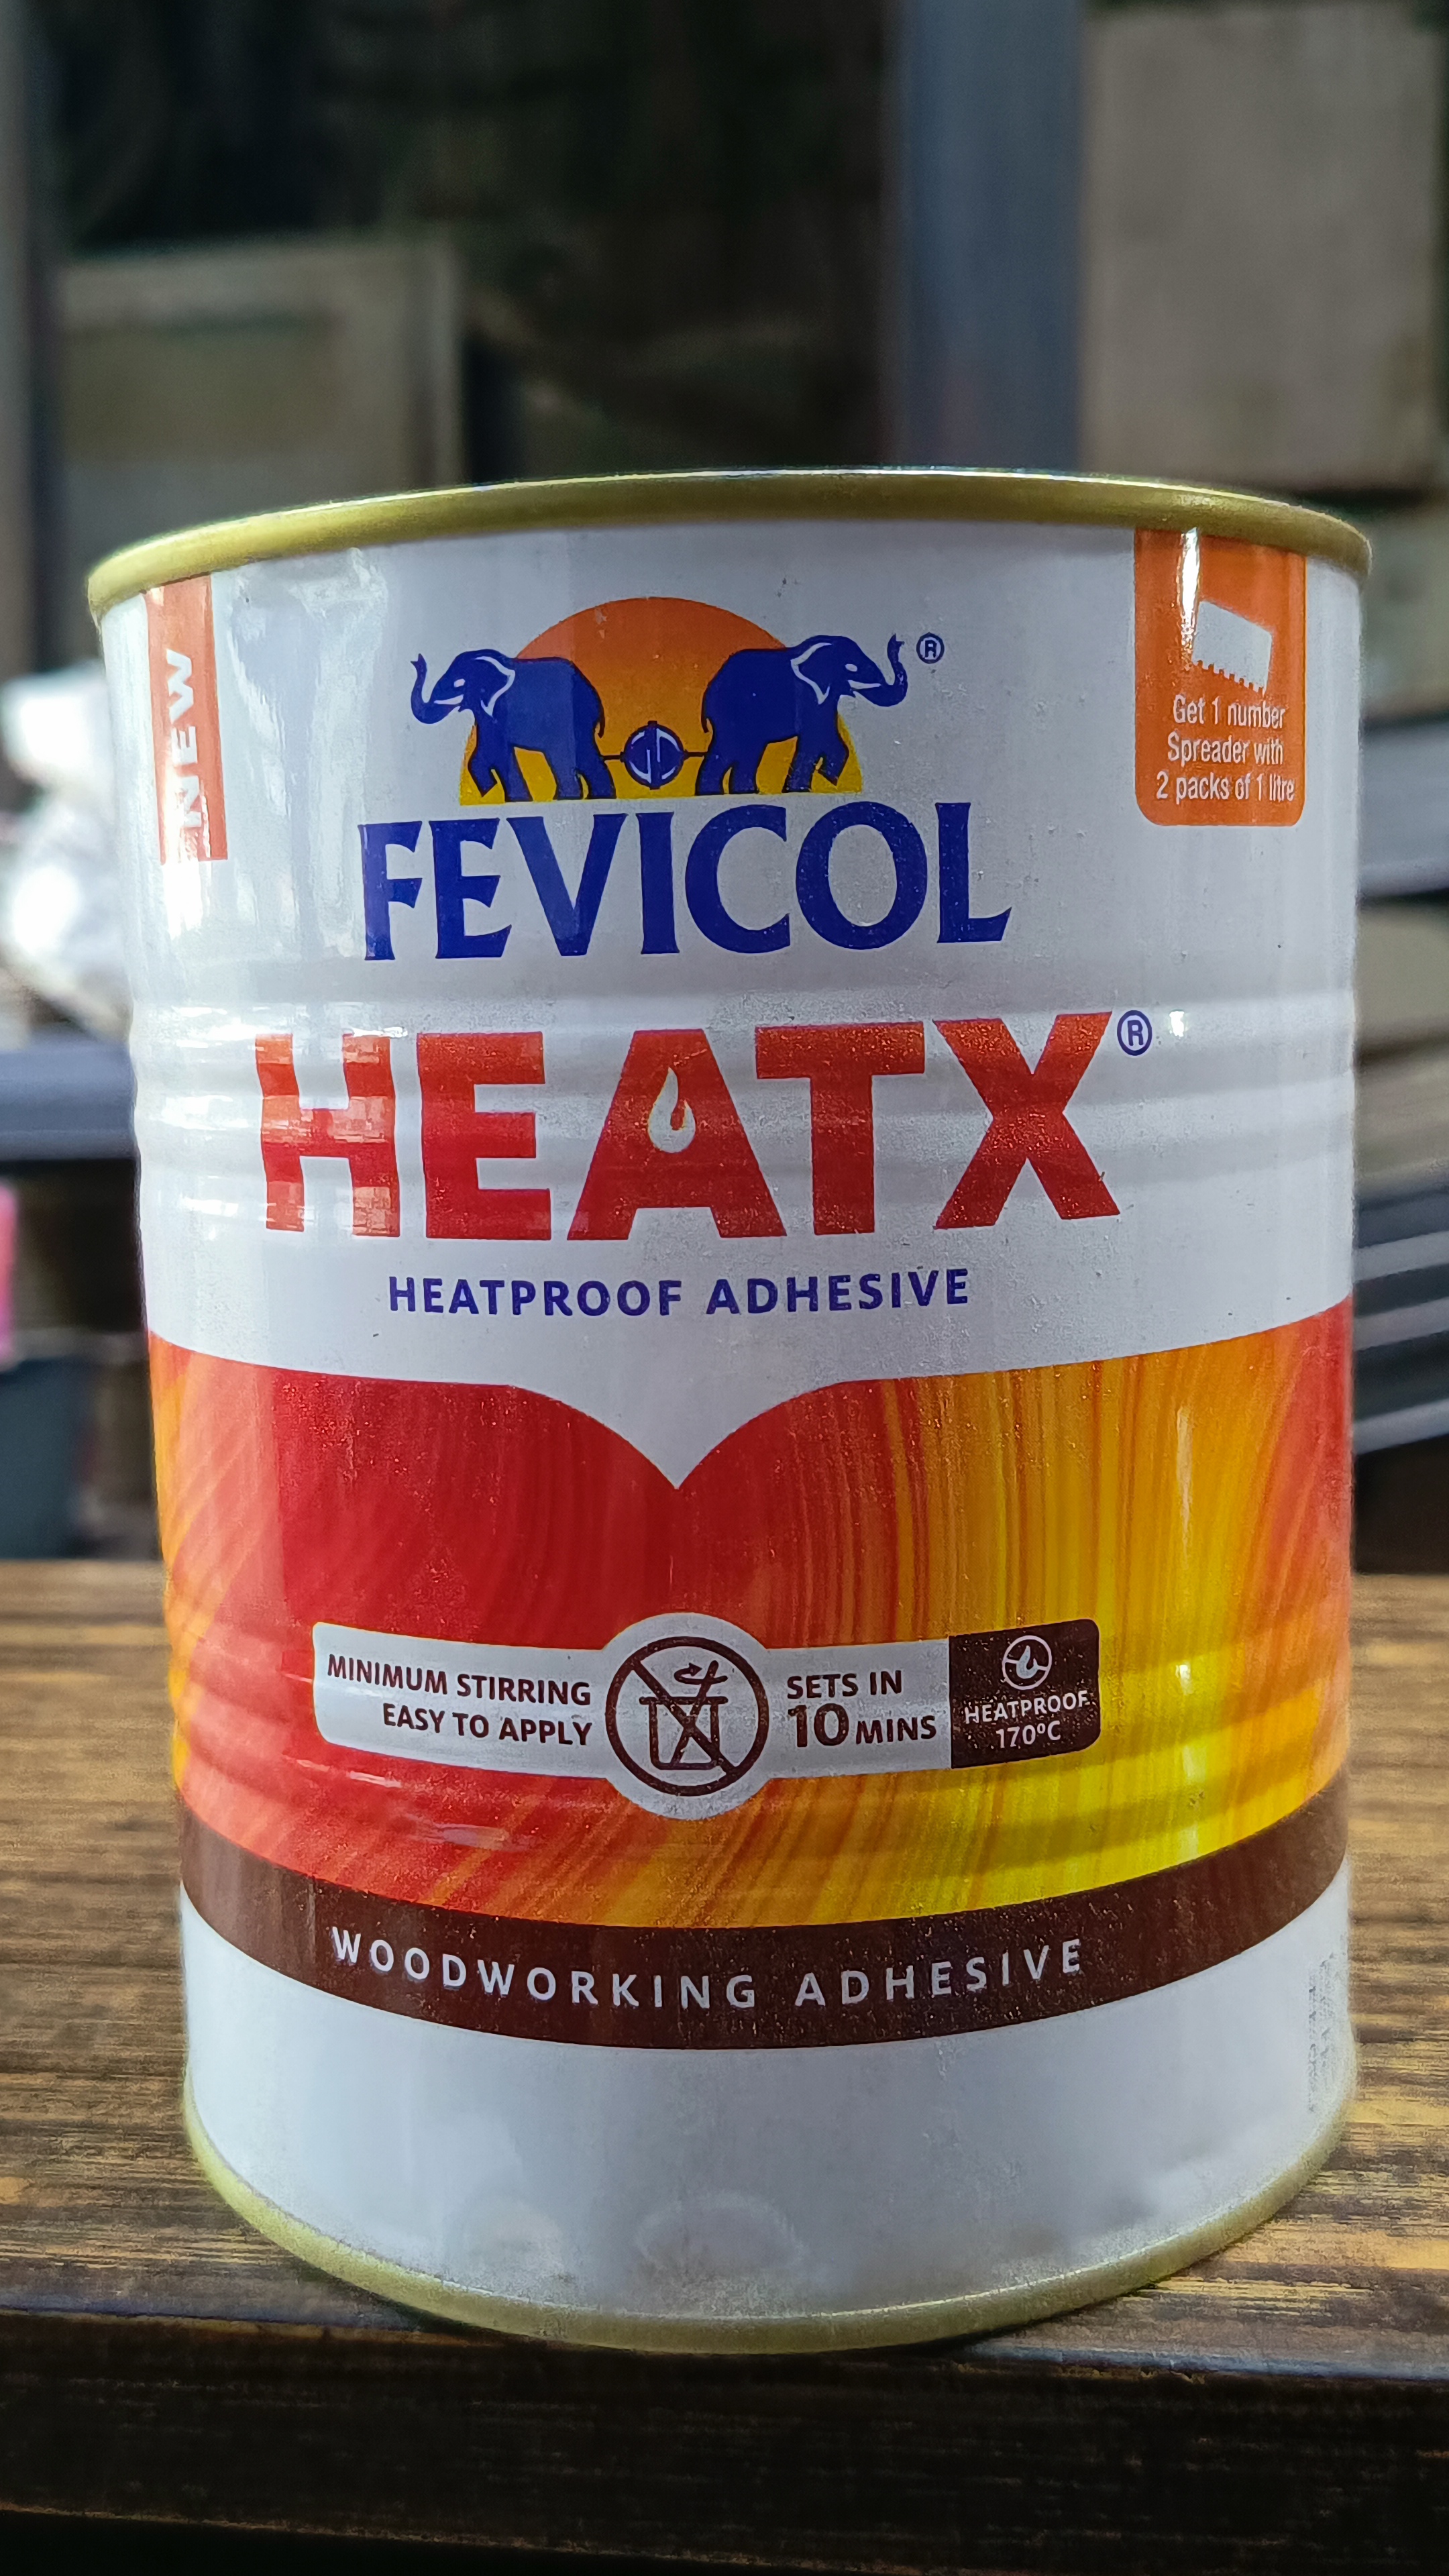 NEW
®
Get 1 number
Spreader with
2 packs of 1 litre
FEVICOL
HEATX®
HEATPROOF ADHESIVE
MINIMUM STIRRING
EASY TO APPLY
SETS IN
10 MINS
HEATPROOF
170°C
WOODWORKING ADHESIVE